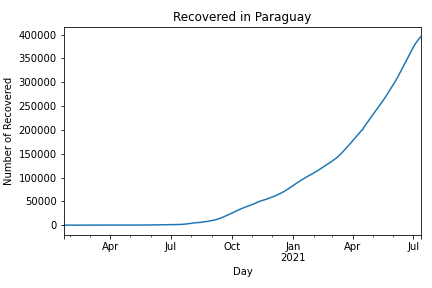 Recovered in Paraguay
Number of Recovered
400000
350000
300000
250000
200000
150000
100000
50000
0
Apr Jul Oct Jan Apr Jul
2021
Day